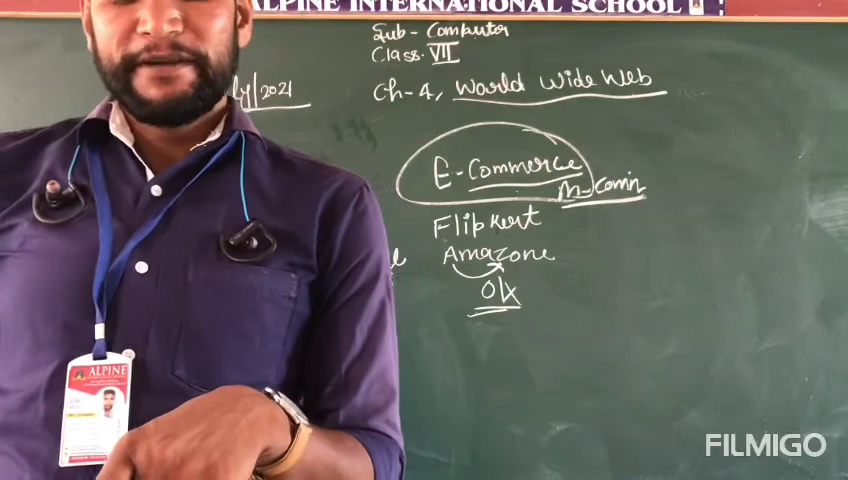 ALPINE INTERNATIONAL SCHOOL
Sub - Computer
Class - VII
ly/2021
Ch-4, World Wide Web
E-Commerce
M-Comm
Flipkert
Amazone
Olx
ALPINE
FILMIGO